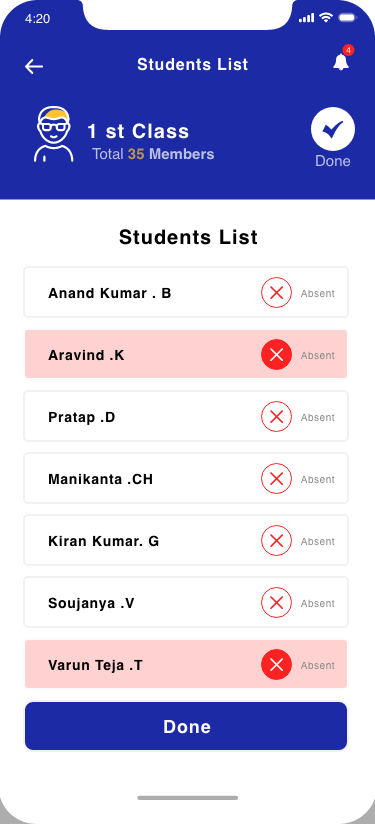 4:20
4
Students List
1 st Class
Total 35 Members
Done
Students List
Anand Kumar . B Absent
Aravind .K Absent
Pratap .D Absent
Manikanta .CH Absent
Kiran Kumar. G Absent
Soujanya .V Absent
Varun Teja .T Absent
Done